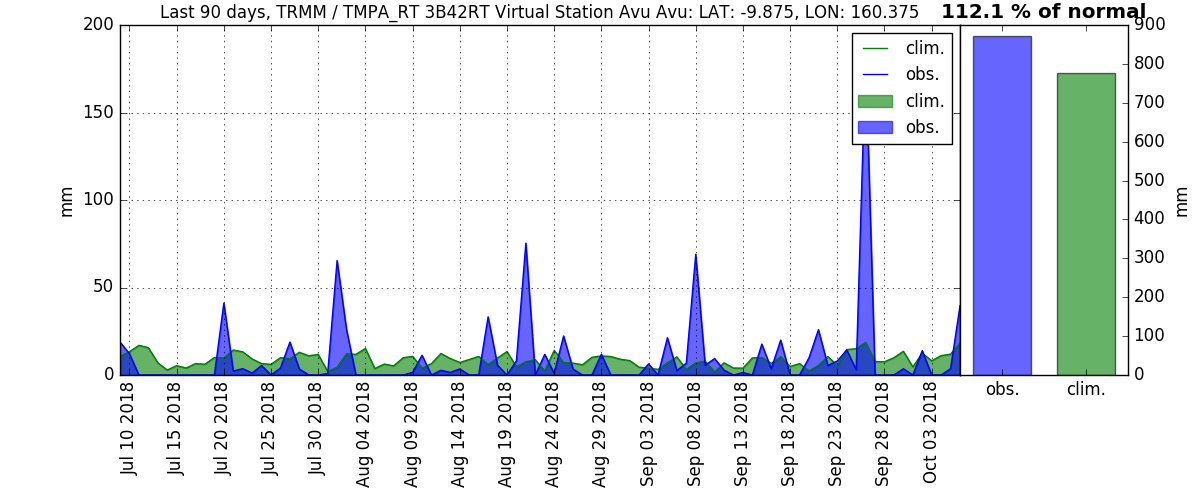 Last 90 days, TRMM / TMPA_RT 3B42RT Virtual Station Avu Avu: LAT: -9.875, LON: 160.375
112.1 % of normal
200
150
100
50
0
mm
clim.
obs.
clim.
obs.
900
800
700
600
500
400
300
200
100
0
mm
obs.
clim.
Jul 10 2018
Jul 15 2018
Jul 20 2018
Jul 25 2018
Jul 30 2018
Aug 04 2018
Aug 09 2018
Aug 14 2018
Aug 19 2018
Aug 24 2018
Aug 29 2018
Sep 03 2018
Sep 08 2018
Sep 13 2018
Sep 18 2018
Sep 23 2018
Sep 28 2018
Oct 03 2018